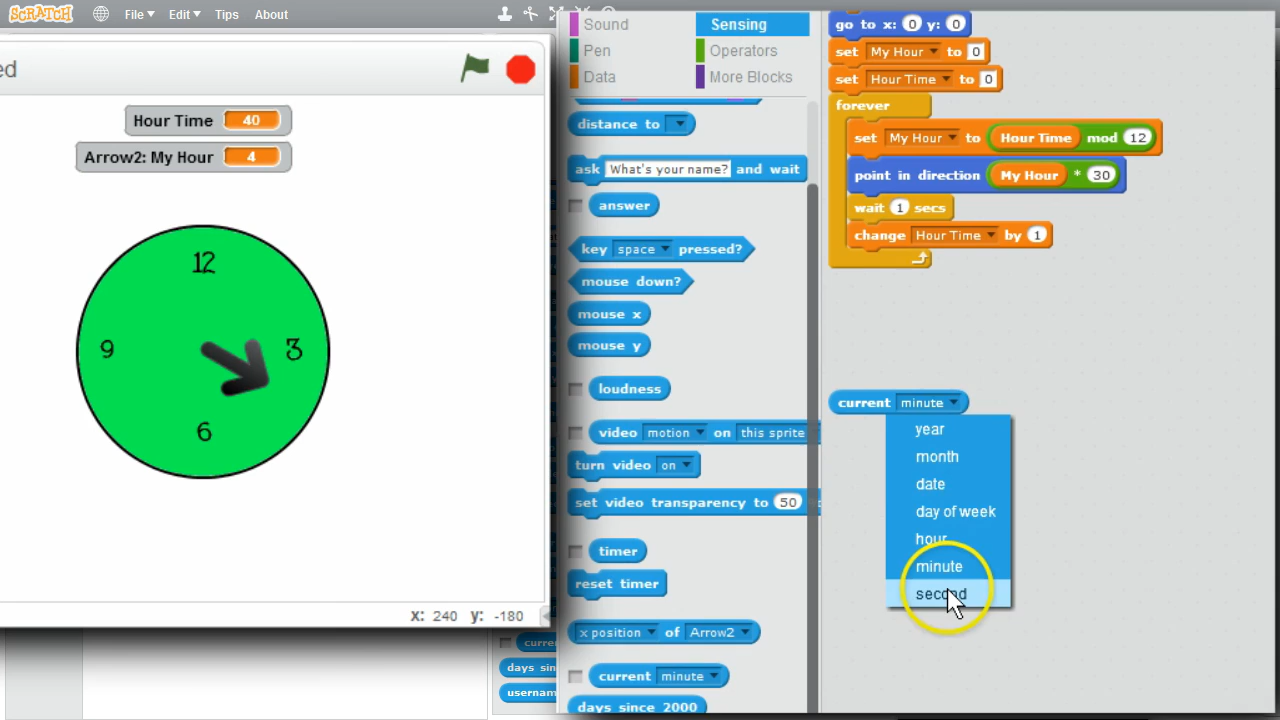 SCRATCH File Edit Tips About
ed
Hour Time 40
Arrow2: My Hour 4
12
9
3
6
x: 240 y: -180
Sound Sensing
Pen Operators
Data More Blocks
distance to
ask What's your name? and wait
answer
key space pressed?
mouse down?
mouse x
mouse y
loudness
video motion on this sprite
turn video on
set video transparency to 50
timer
reset timer
x position of Arrow2
current minute
days since 2000
curre
days sin
usernam
go to x: 0 y: 0
set My Hour to 0
set Hour Time to 0
forever
set My Hour to Hour Time mod 12
point in direction My Hour * 30
wait 1 secs
change Hour Time by 1
current minute
year
month
date
day of week
hour
minute
second